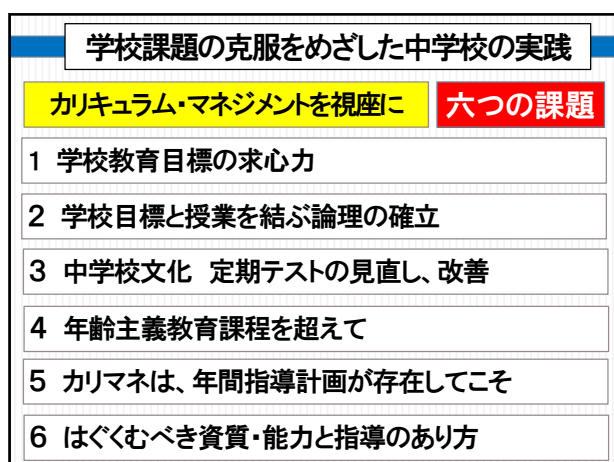 学校課題の克服をめざした中学校の実践
カリキュラム・マネジメントを視座に 六つの課題
1 学校教育目標の求心力
2 学校目標と授業を結ぶ論理の確立
3 中学校文化 定期テストの見直し、改善
4 年齢主義教育課程を超えて
5 カリマネは、年間指導計画が存在してこそ
6 はぐくむべき資質・能力と指導のあり方